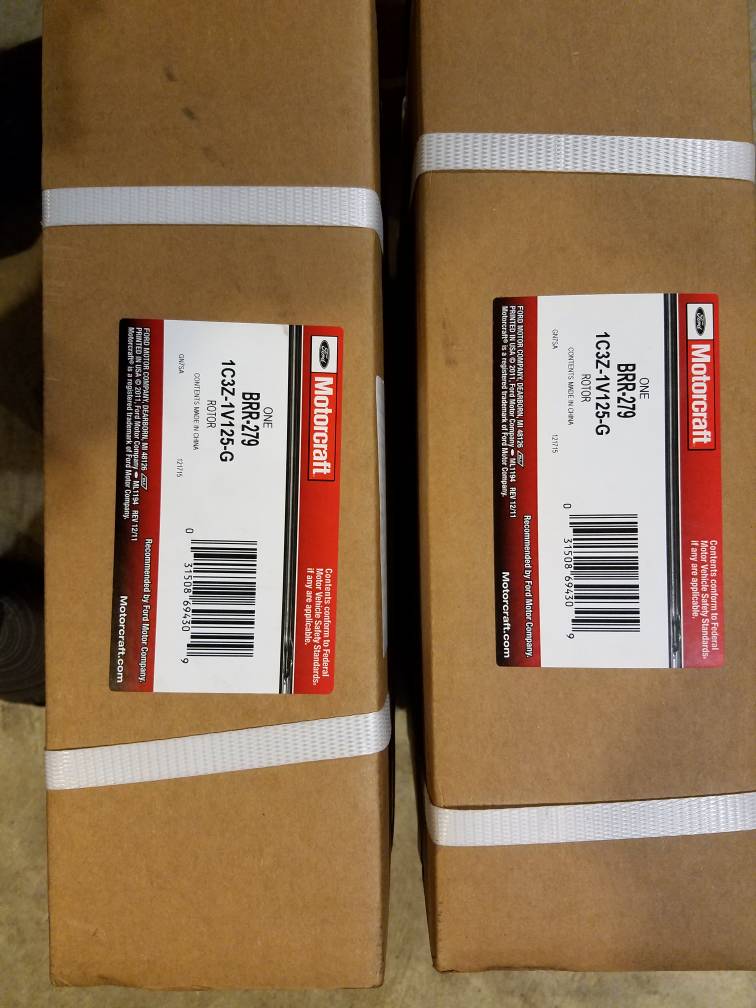 Ford
Motorcraft
Contents conform to Federal
Motor Vehicle Safety Standards.
if any are applicable.
ONE
BRR-279
1C3Z-1V125-G
ROTOR
CONTENTS MADE IN CHINA
GN7SA
121715
0 31508 69430 9
FORD MOTOR COMPANY, DEARBORN, MI 48126
PRINTED IN USA © 2011, Ford Motor Company ML1194 REV 12/11
Motorcraft® is a registered trademark of Ford Motor Company.
Recommended by Ford Motor Company.
Motorcraft.com
Ford
Motorcraft
Contents conform to Federal
Motor Vehicle Safety Standards.
if any are applicable.
ONE
BRR-279
1C3Z-1V125-G
ROTOR
CONTENTS MADE IN CHINA
GN7SA
121715
0 31508 69430 9
FORD MOTOR COMPANY, DEARBORN, MI 48126
PRINTED IN USA © 2011, Ford Motor Company ML1194 REV 12/11
Motorcraft® is a registered trademark of Ford Motor Company.
Recommended by Ford Motor Company.
Motorcraft.com